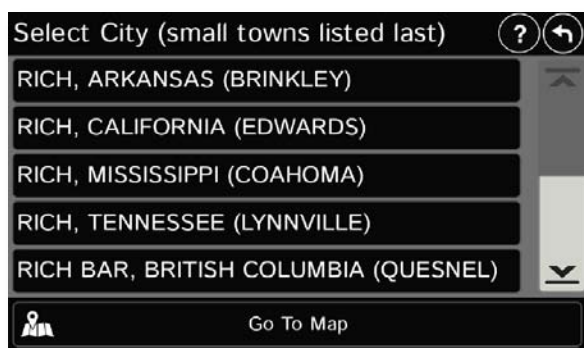 Select City (small towns listed last) ?
RICH, ARKANSAS (BRINKLEY)
RICH, CALIFORNIA (EDWARDS)
RICH, MISSISSIPPI (COAHOMA)
RICH, TENNESSEE (LYNNVILLE)
RICH BAR, BRITISH COLUMBIA (QUESNEL)
Go To Map